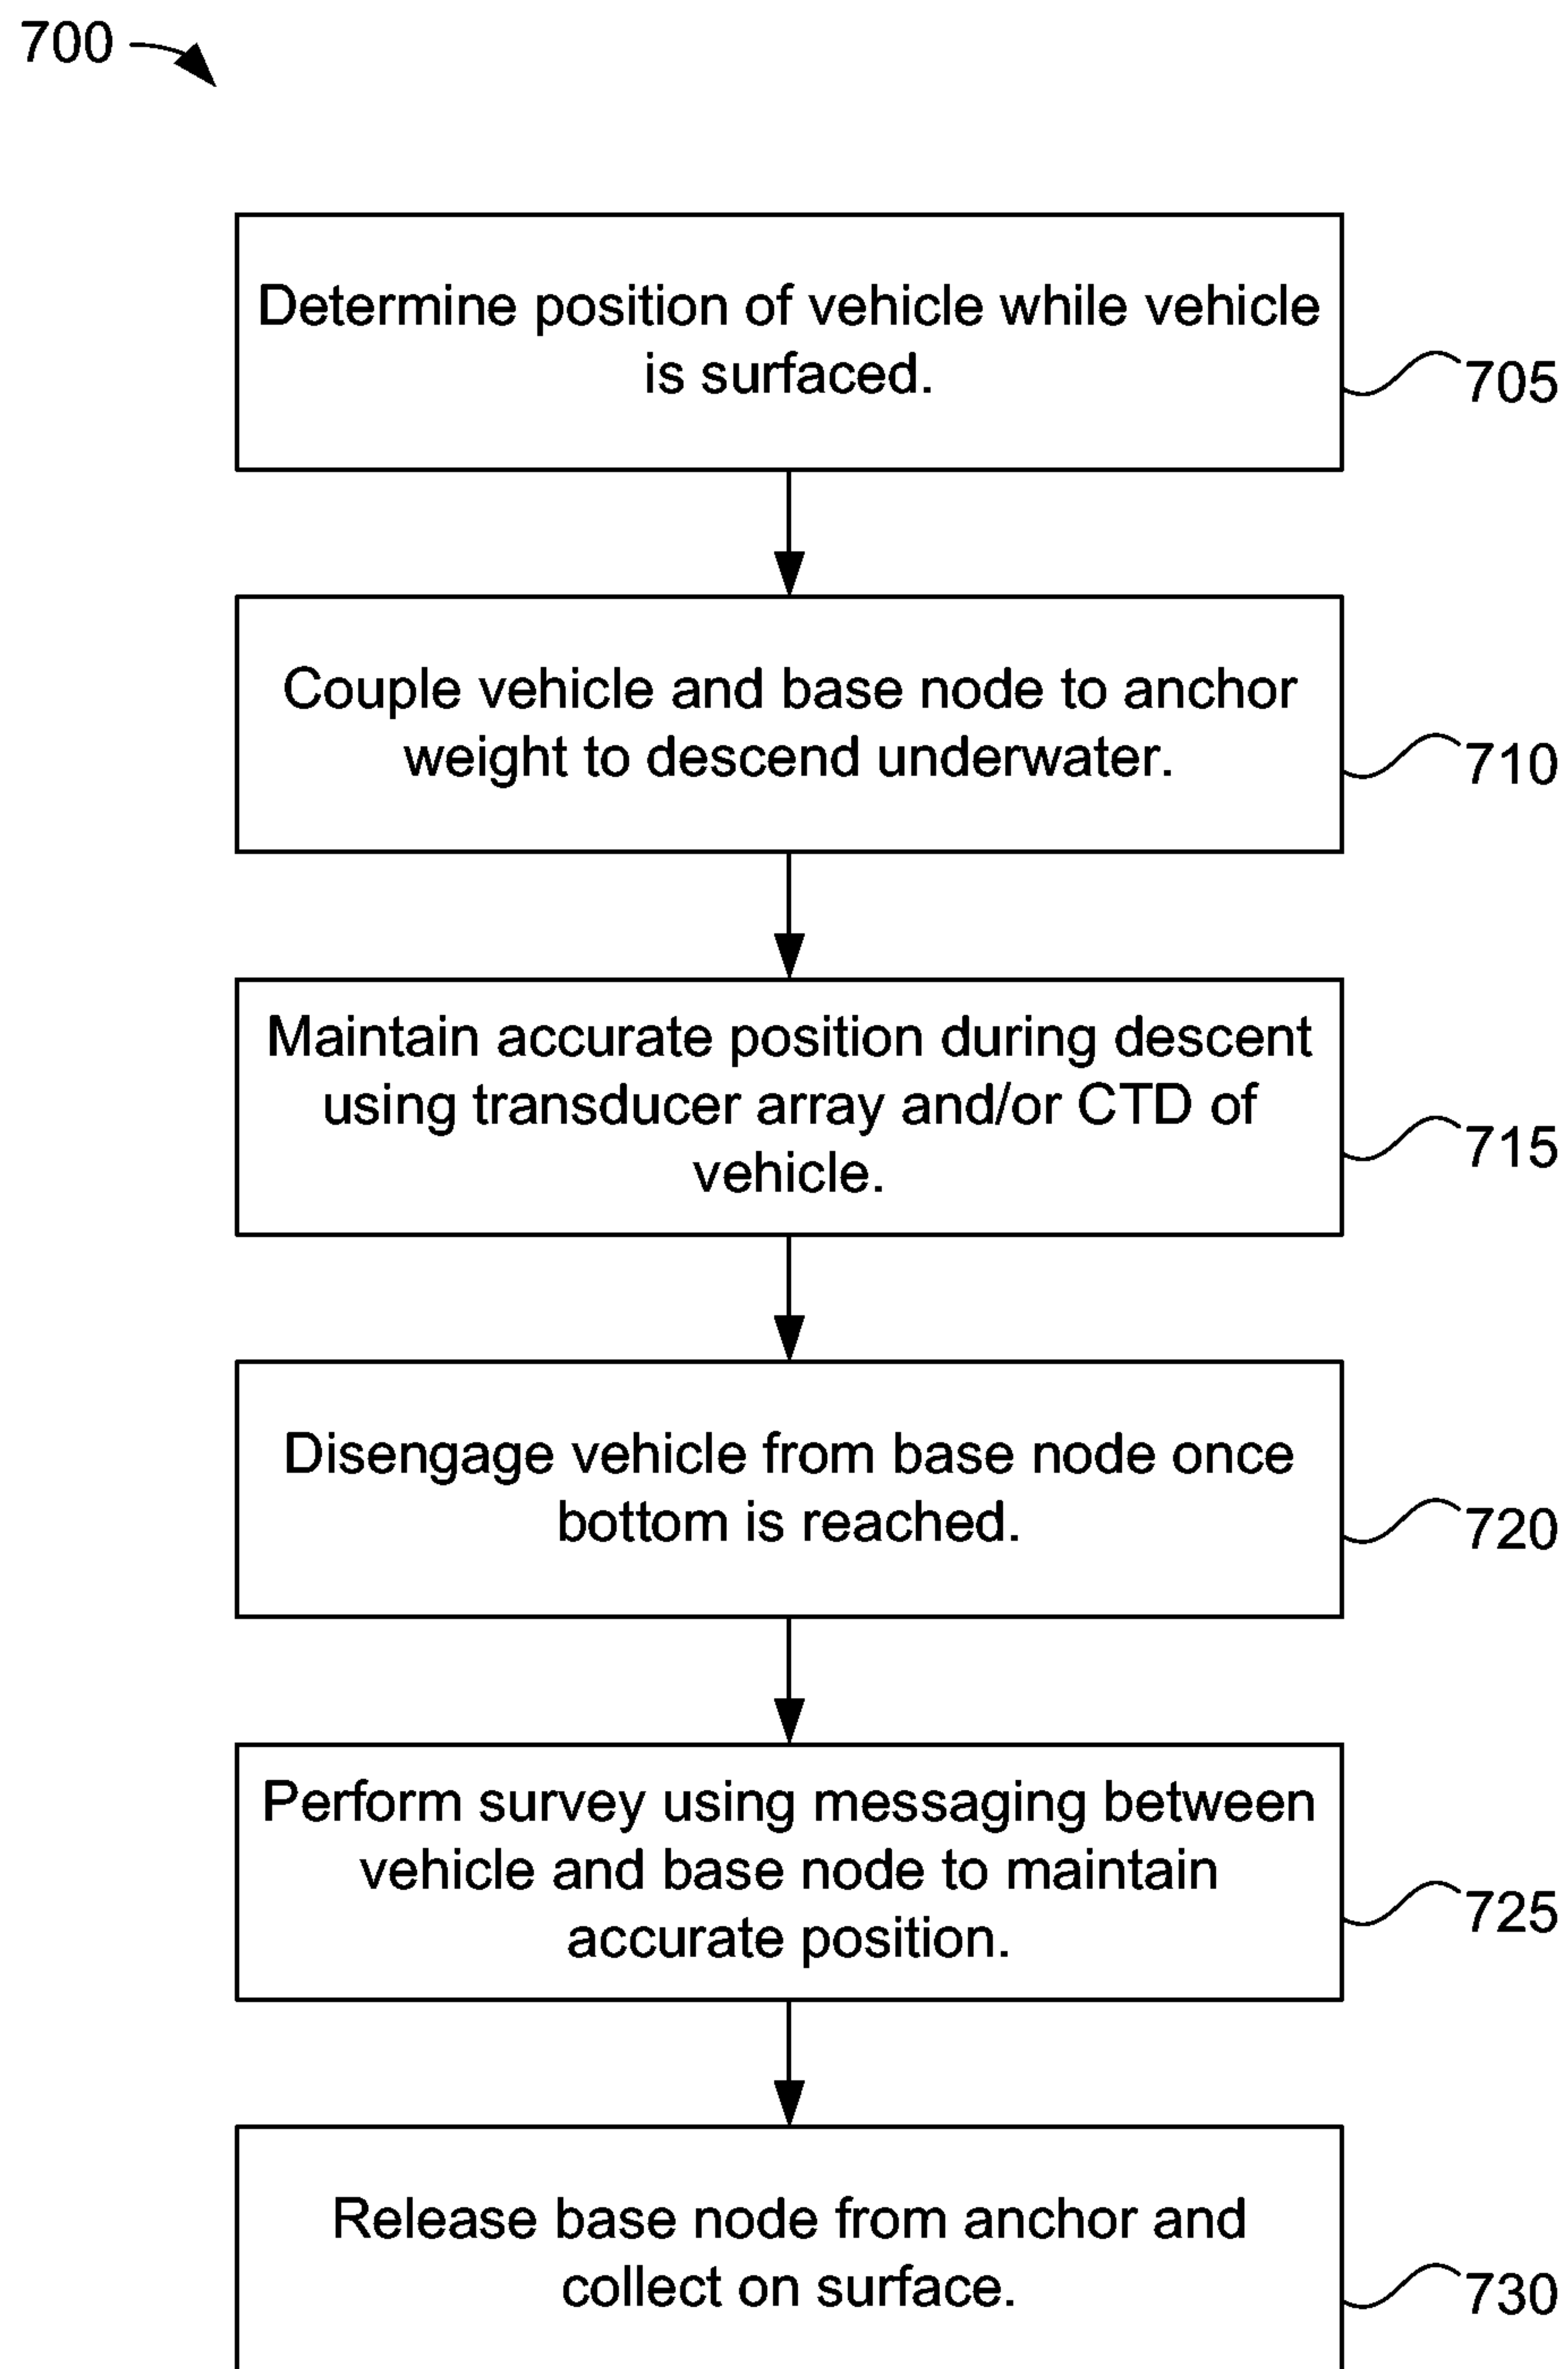 700
Determine position of vehicle while vehicle
is surfaced.
705
Couple vehicle and base node to anchor
weight to descend underwater.
710
Maintain accurate position during descent
using transducer array and/or CTD of
vehicle.
715
Disengage vehicle from base node once
bottom is reached.
720
Perform survey using messaging between
vehicle and base node to maintain
accurate position.
725
Release base node from anchor and
collect on surface.
730